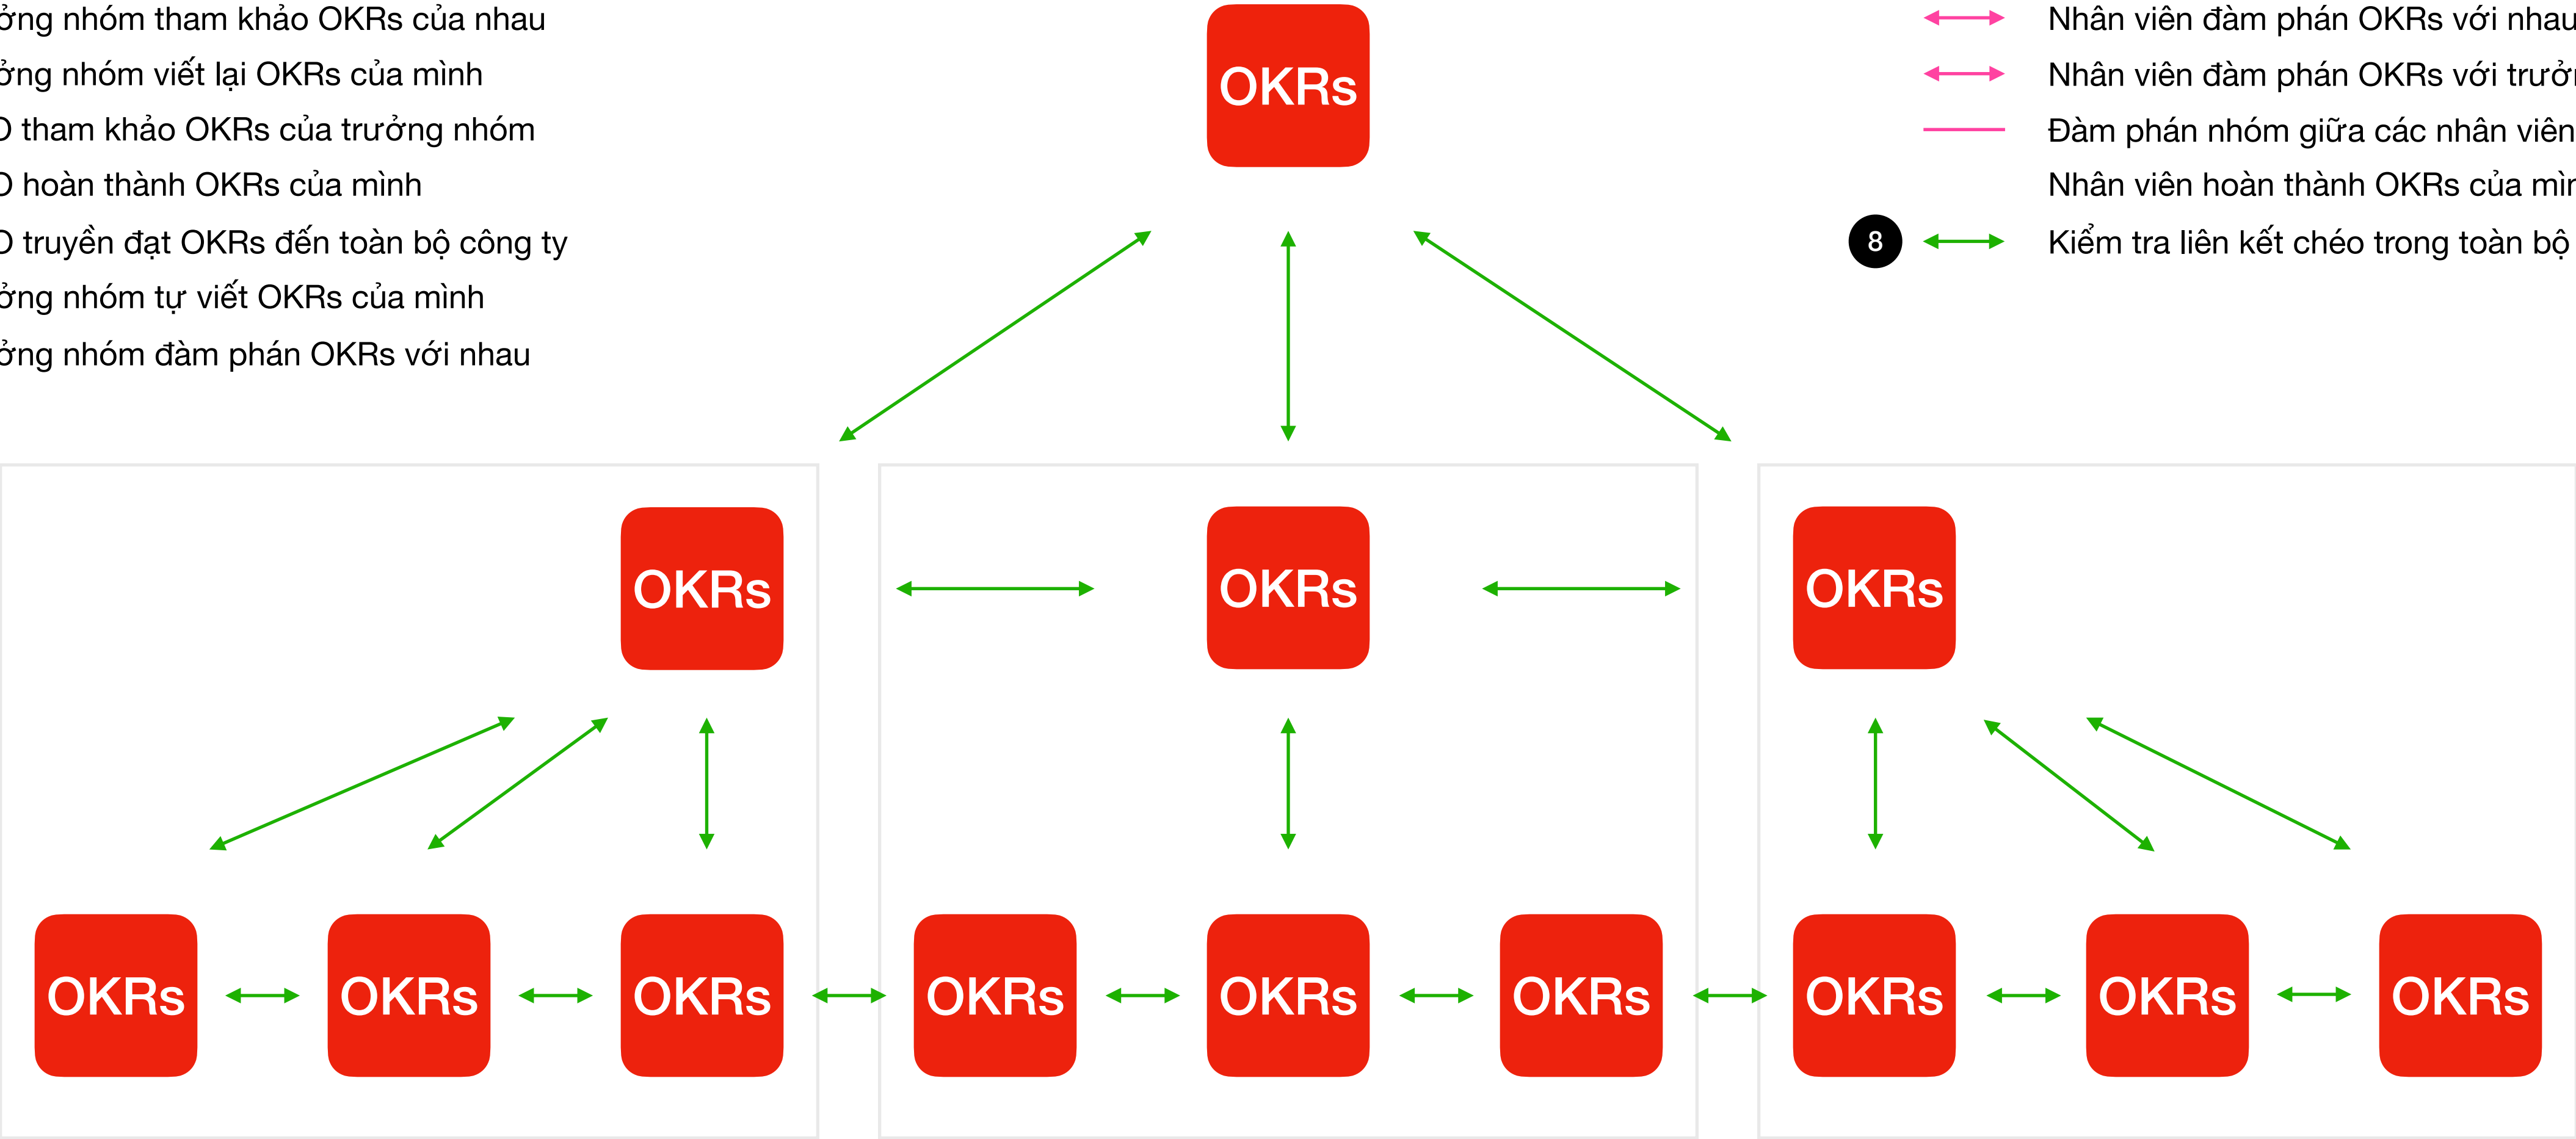 ởng nhóm tham khảo OKRs của nhau
ởng nhóm viết lại OKRs của mình
O tham khảo OKRs của trưởng nhóm
O hoàn thành OKRs của mình
O truyền đạt OKRs đến toàn bộ công ty
ởng nhóm tự viết OKRs của mình
ởng nhóm đàm phán OKRs với nhau
OKRs
Nhân viên đàm phán OKRs với nhau
Nhân viên đàm phán OKRs với trưở
Đàm phán nhóm giữa các nhân viên
Nhân viên hoàn thành OKRs của mì
8 Kiểm tra liên kết chéo trong toàn bộ
OKRs OKRs OKRs
OKRs OKRs OKRs OKRs OKRs OKRs OKRs OKRs OKRs